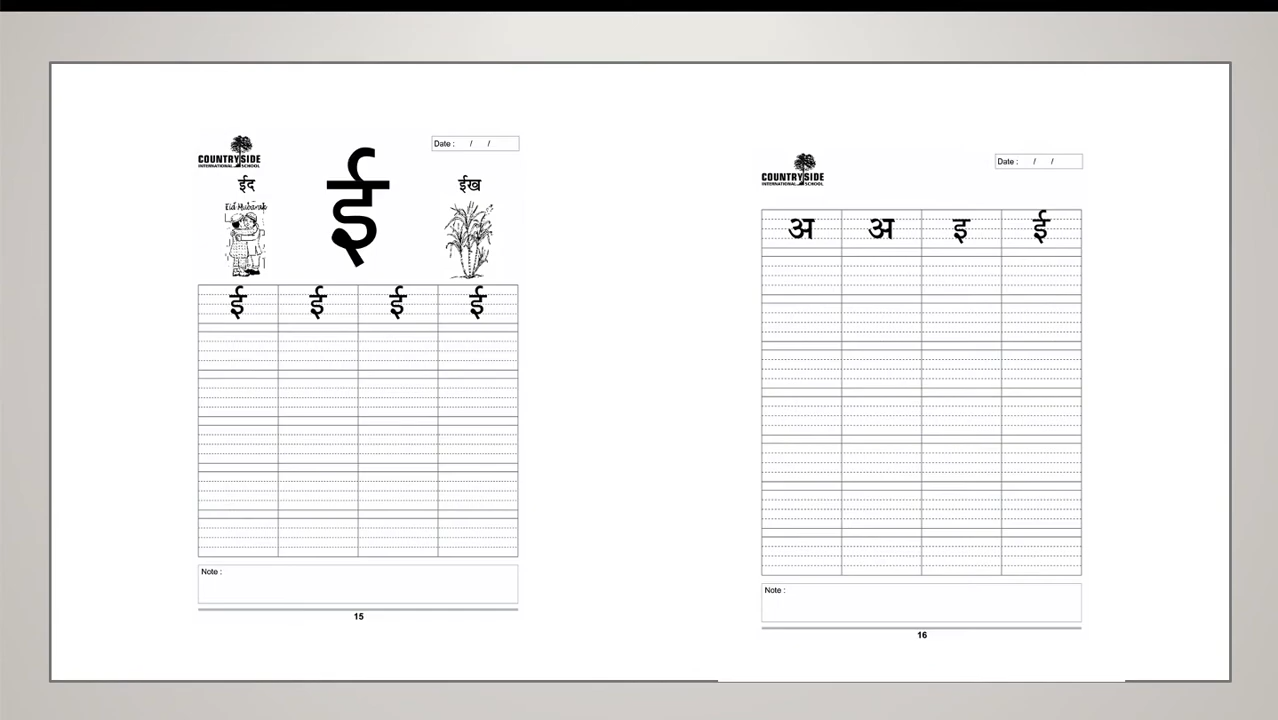 COUNTRYSIDE
INTERNATIONAL SCHOOL
Date : / /
ईद
ई
ईख
Eid Mubarak
ई ई ई ई
Note :
15
COUNTRYSIDE
INTERNATIONAL SCHOOL
Date : / /
अ अ इ ई
Note :
16